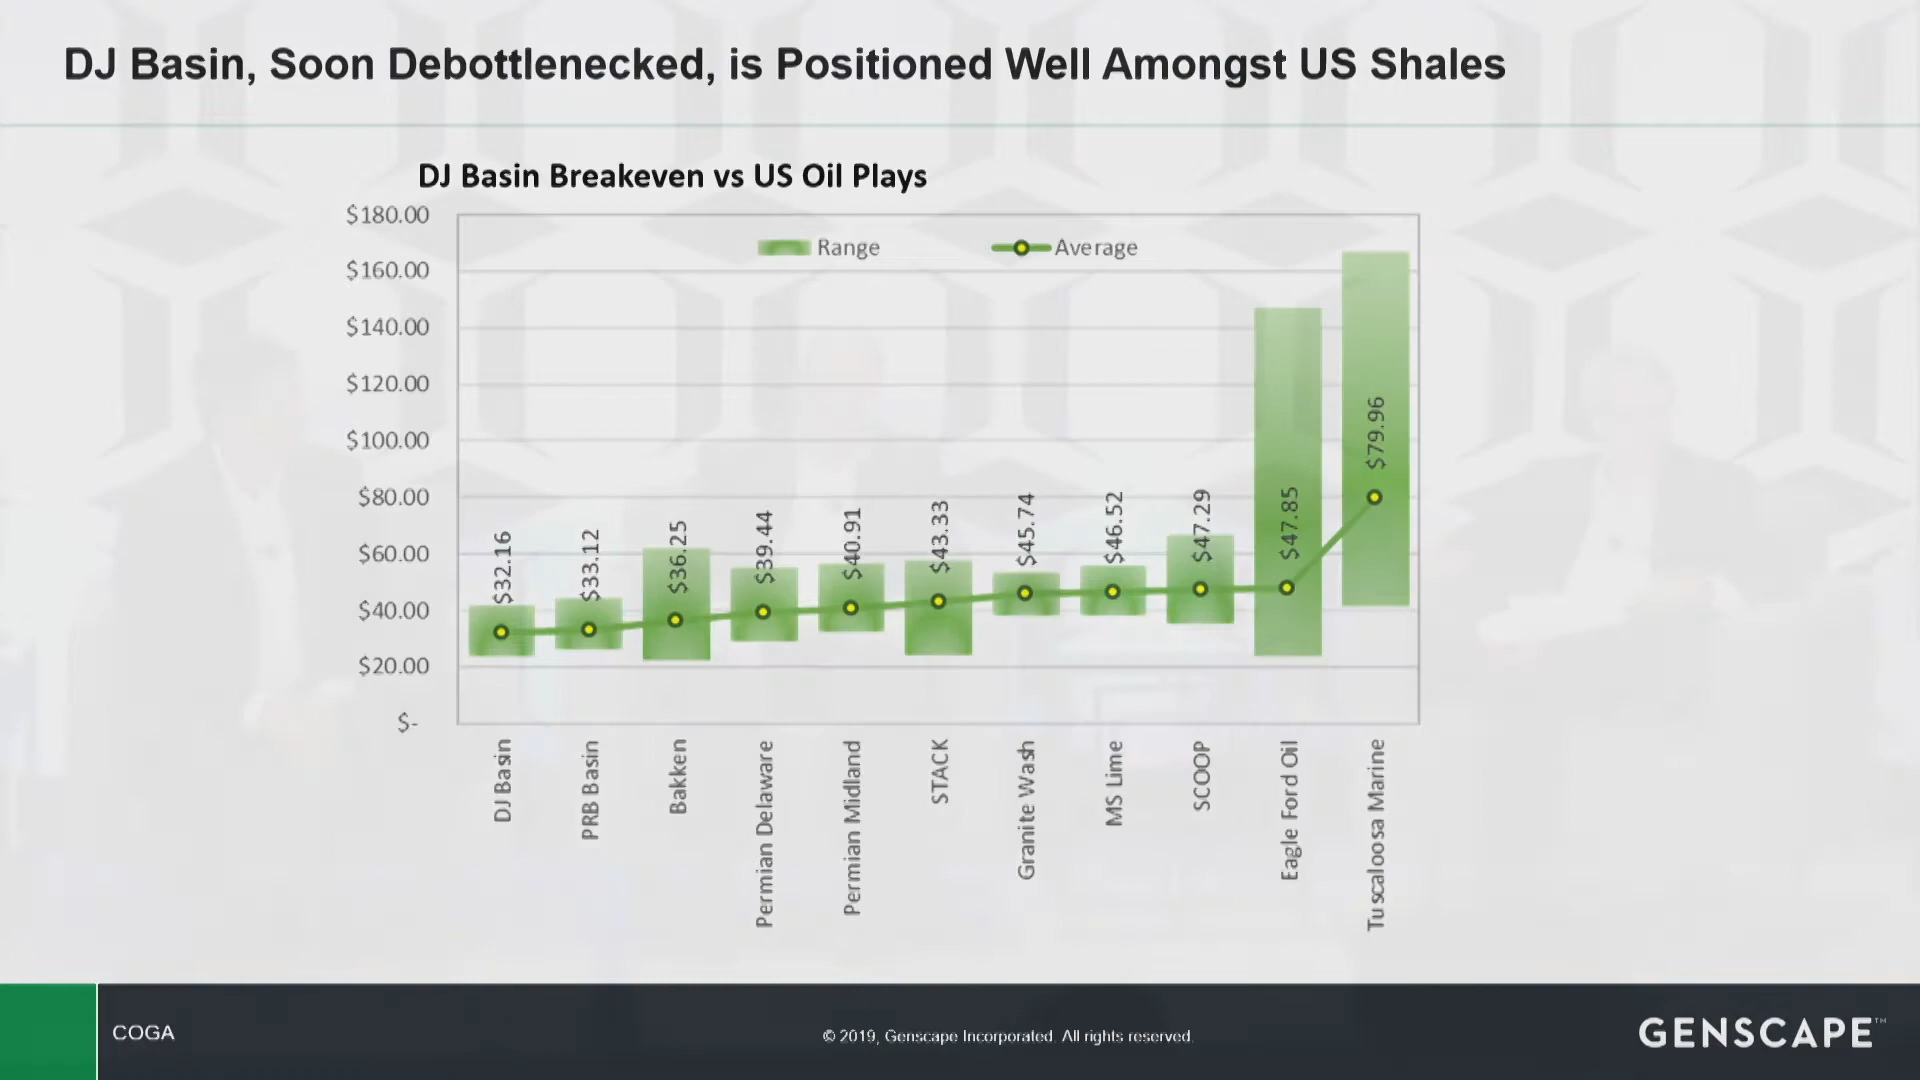 DJ Basin, Soon Debottlenecked, is Positioned Well Amongst US Shales
DJ Basin Breakeven vs US Oil Plays
$180.00
$160.00
$140.00
$120.00
$100.00
$80.00
$60.00
$40.00
$20.00
$-
Range
Average
$32.16
$33.12
$36.25
$39.44
$40.91
$43.33
$45.74
$46.52
$47.29
$47.85
$79.96
DJ Basin
PRB Basin
Bakken
Permian Delaware
Permian Midland
STACK
Granite Wash
MS Lime
SCOOP
Eagle Ford Oil
Tuscaloosa Marine
COGA
© 2019, Genscape Incorporated. All rights reserved.
GENSCAPE™